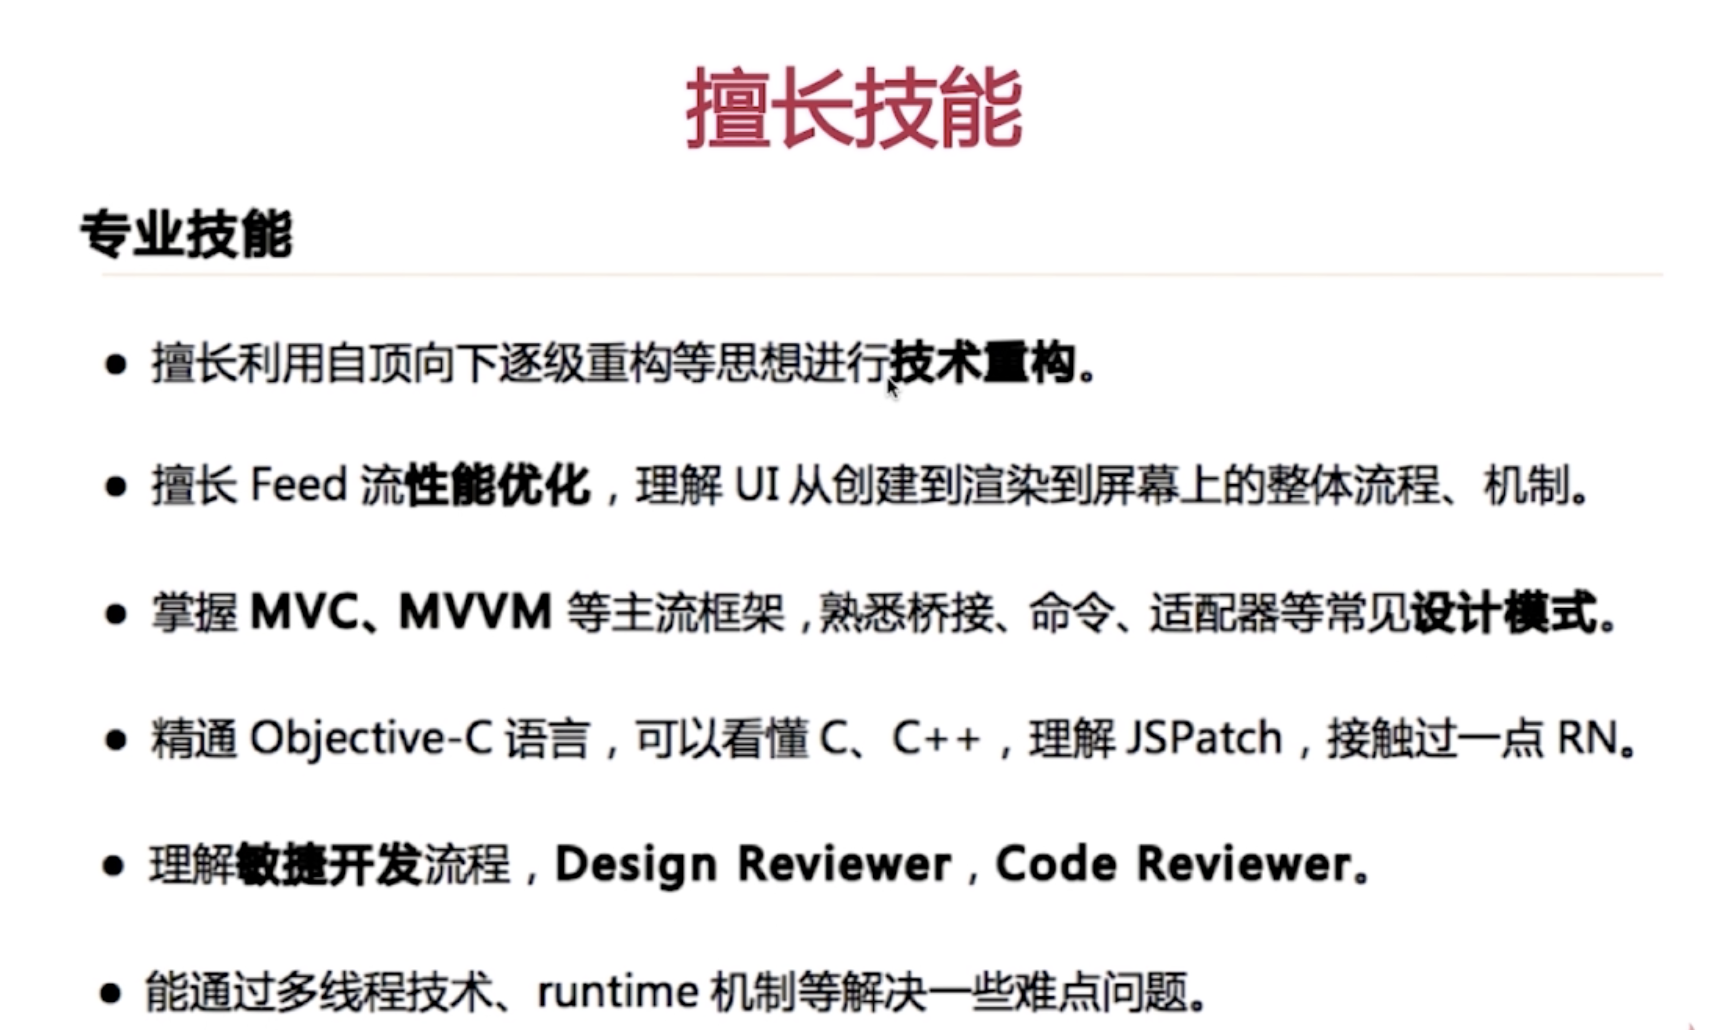 擅长技能
专业技能
● 擅长利用自顶向下逐级重构等思想进行技术重构。
● 擅长 Feed 流性能优化，理解 UI 从创建到渲染到屏幕上的整体流程、机制。
● 掌握 MVC、MVVM 等主流框架，熟悉桥接、命令、适配器等常见设计模式。
● 精通 Objective-C 语言，可以看懂 C、C++，理解 JSPatch，接触过一点 RN。
● 理解敏捷开发流程，Design Reviewer，Code Reviewer。
● 能通过多线程技术、runtime 机制等解决一些难点问题。